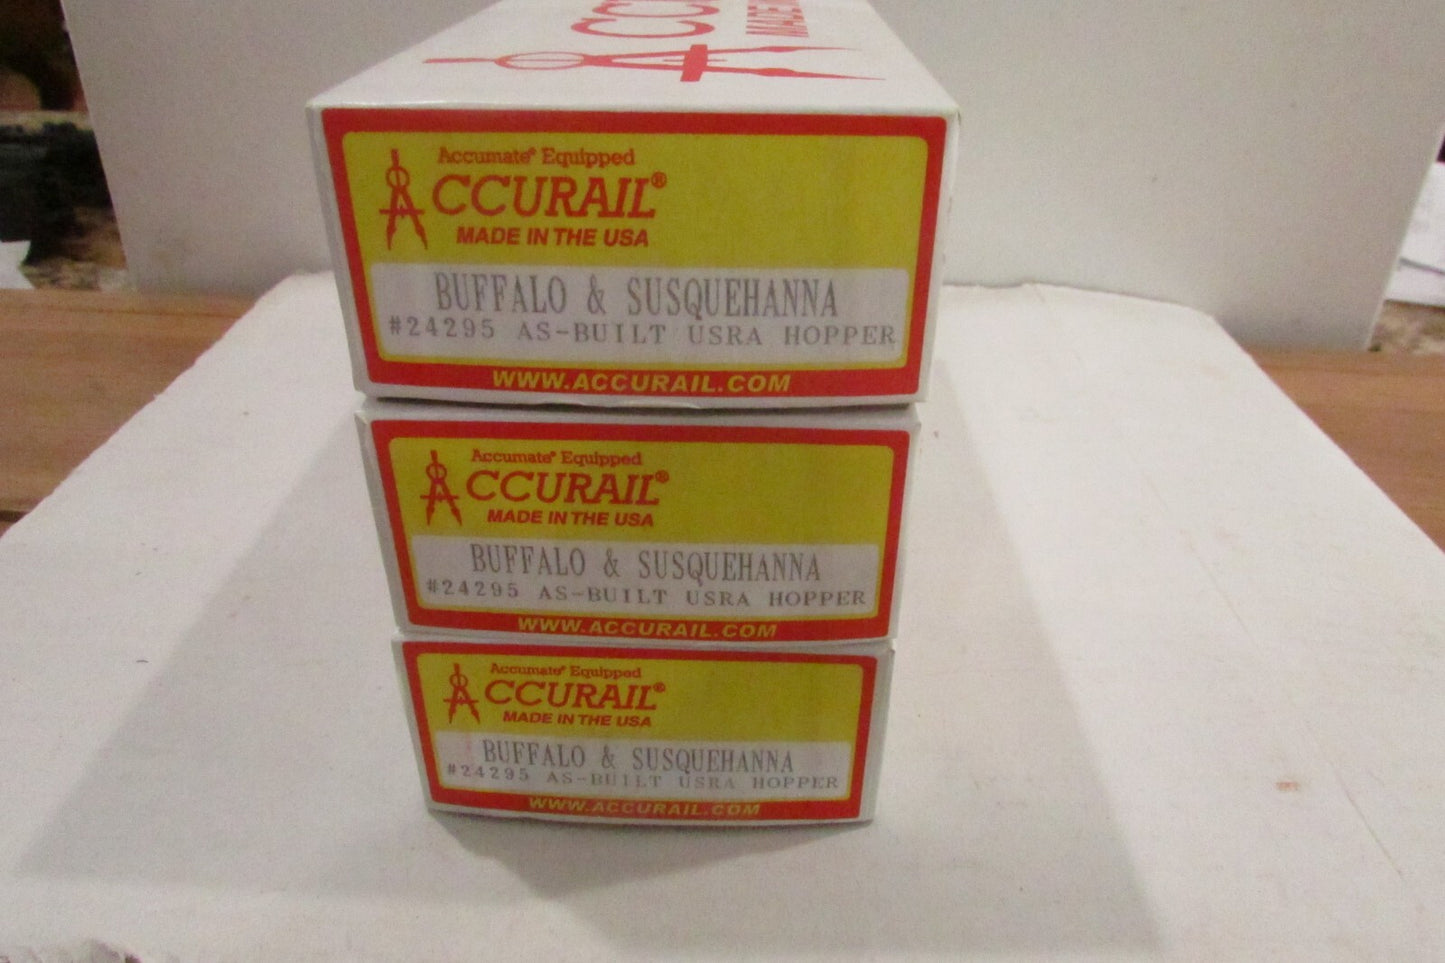 CCU
MADE
Accumate® Equipped
ACCURAIL®
MADE IN THE USA
BUFFALO & SUSQUEHANNA
#24295 AS-BUILT USRA HOPPER
WWW.ACCURAIL.COM
Accumate® Equipped
ACCURAIL®
MADE IN THE USA
BUFFALO & SUSQUEHANNA
#24295 AS-BUILT USRA HOPPER
WWW.ACCURAIL.COM
Accumate® Equipped
ACCURAIL®
MADE IN THE USA
BUFFALO & SUSQUEHANNA
#24295 AS-BUILT USRA HOPPER
WWW.ACCURAIL.COM